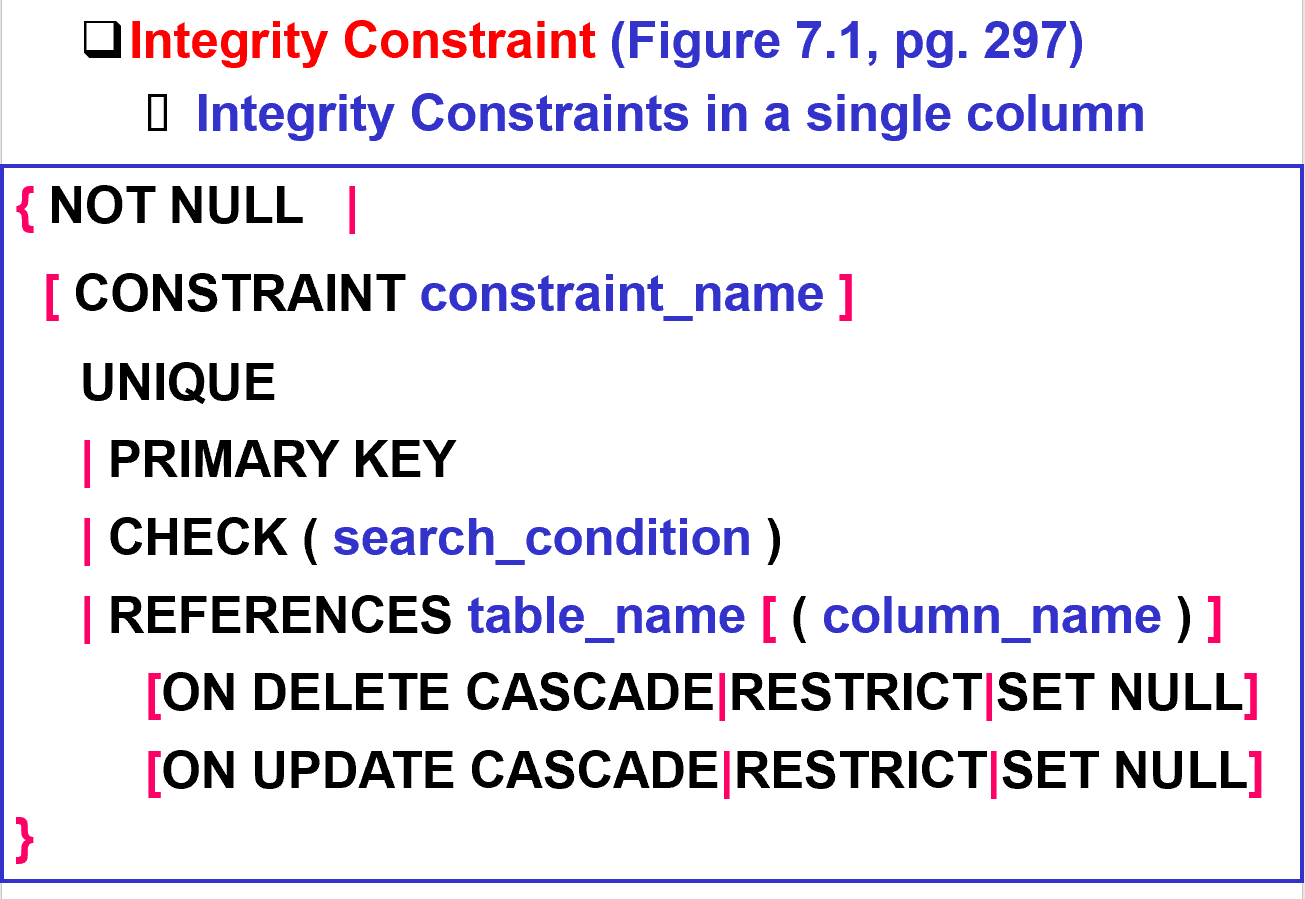 ❑Integrity Constraint (Figure 7.1, pg. 297)
▯ Integrity Constraints in a single column
{ NOT NULL |
[ CONSTRAINT constraint_name ]
UNIQUE
| PRIMARY KEY
| CHECK ( search_condition )
| REFERENCES table_name [ ( column_name ) ]
[ON DELETE CASCADE|RESTRICT|SET NULL]
[ON UPDATE CASCADE|RESTRICT|SET NULL]
}